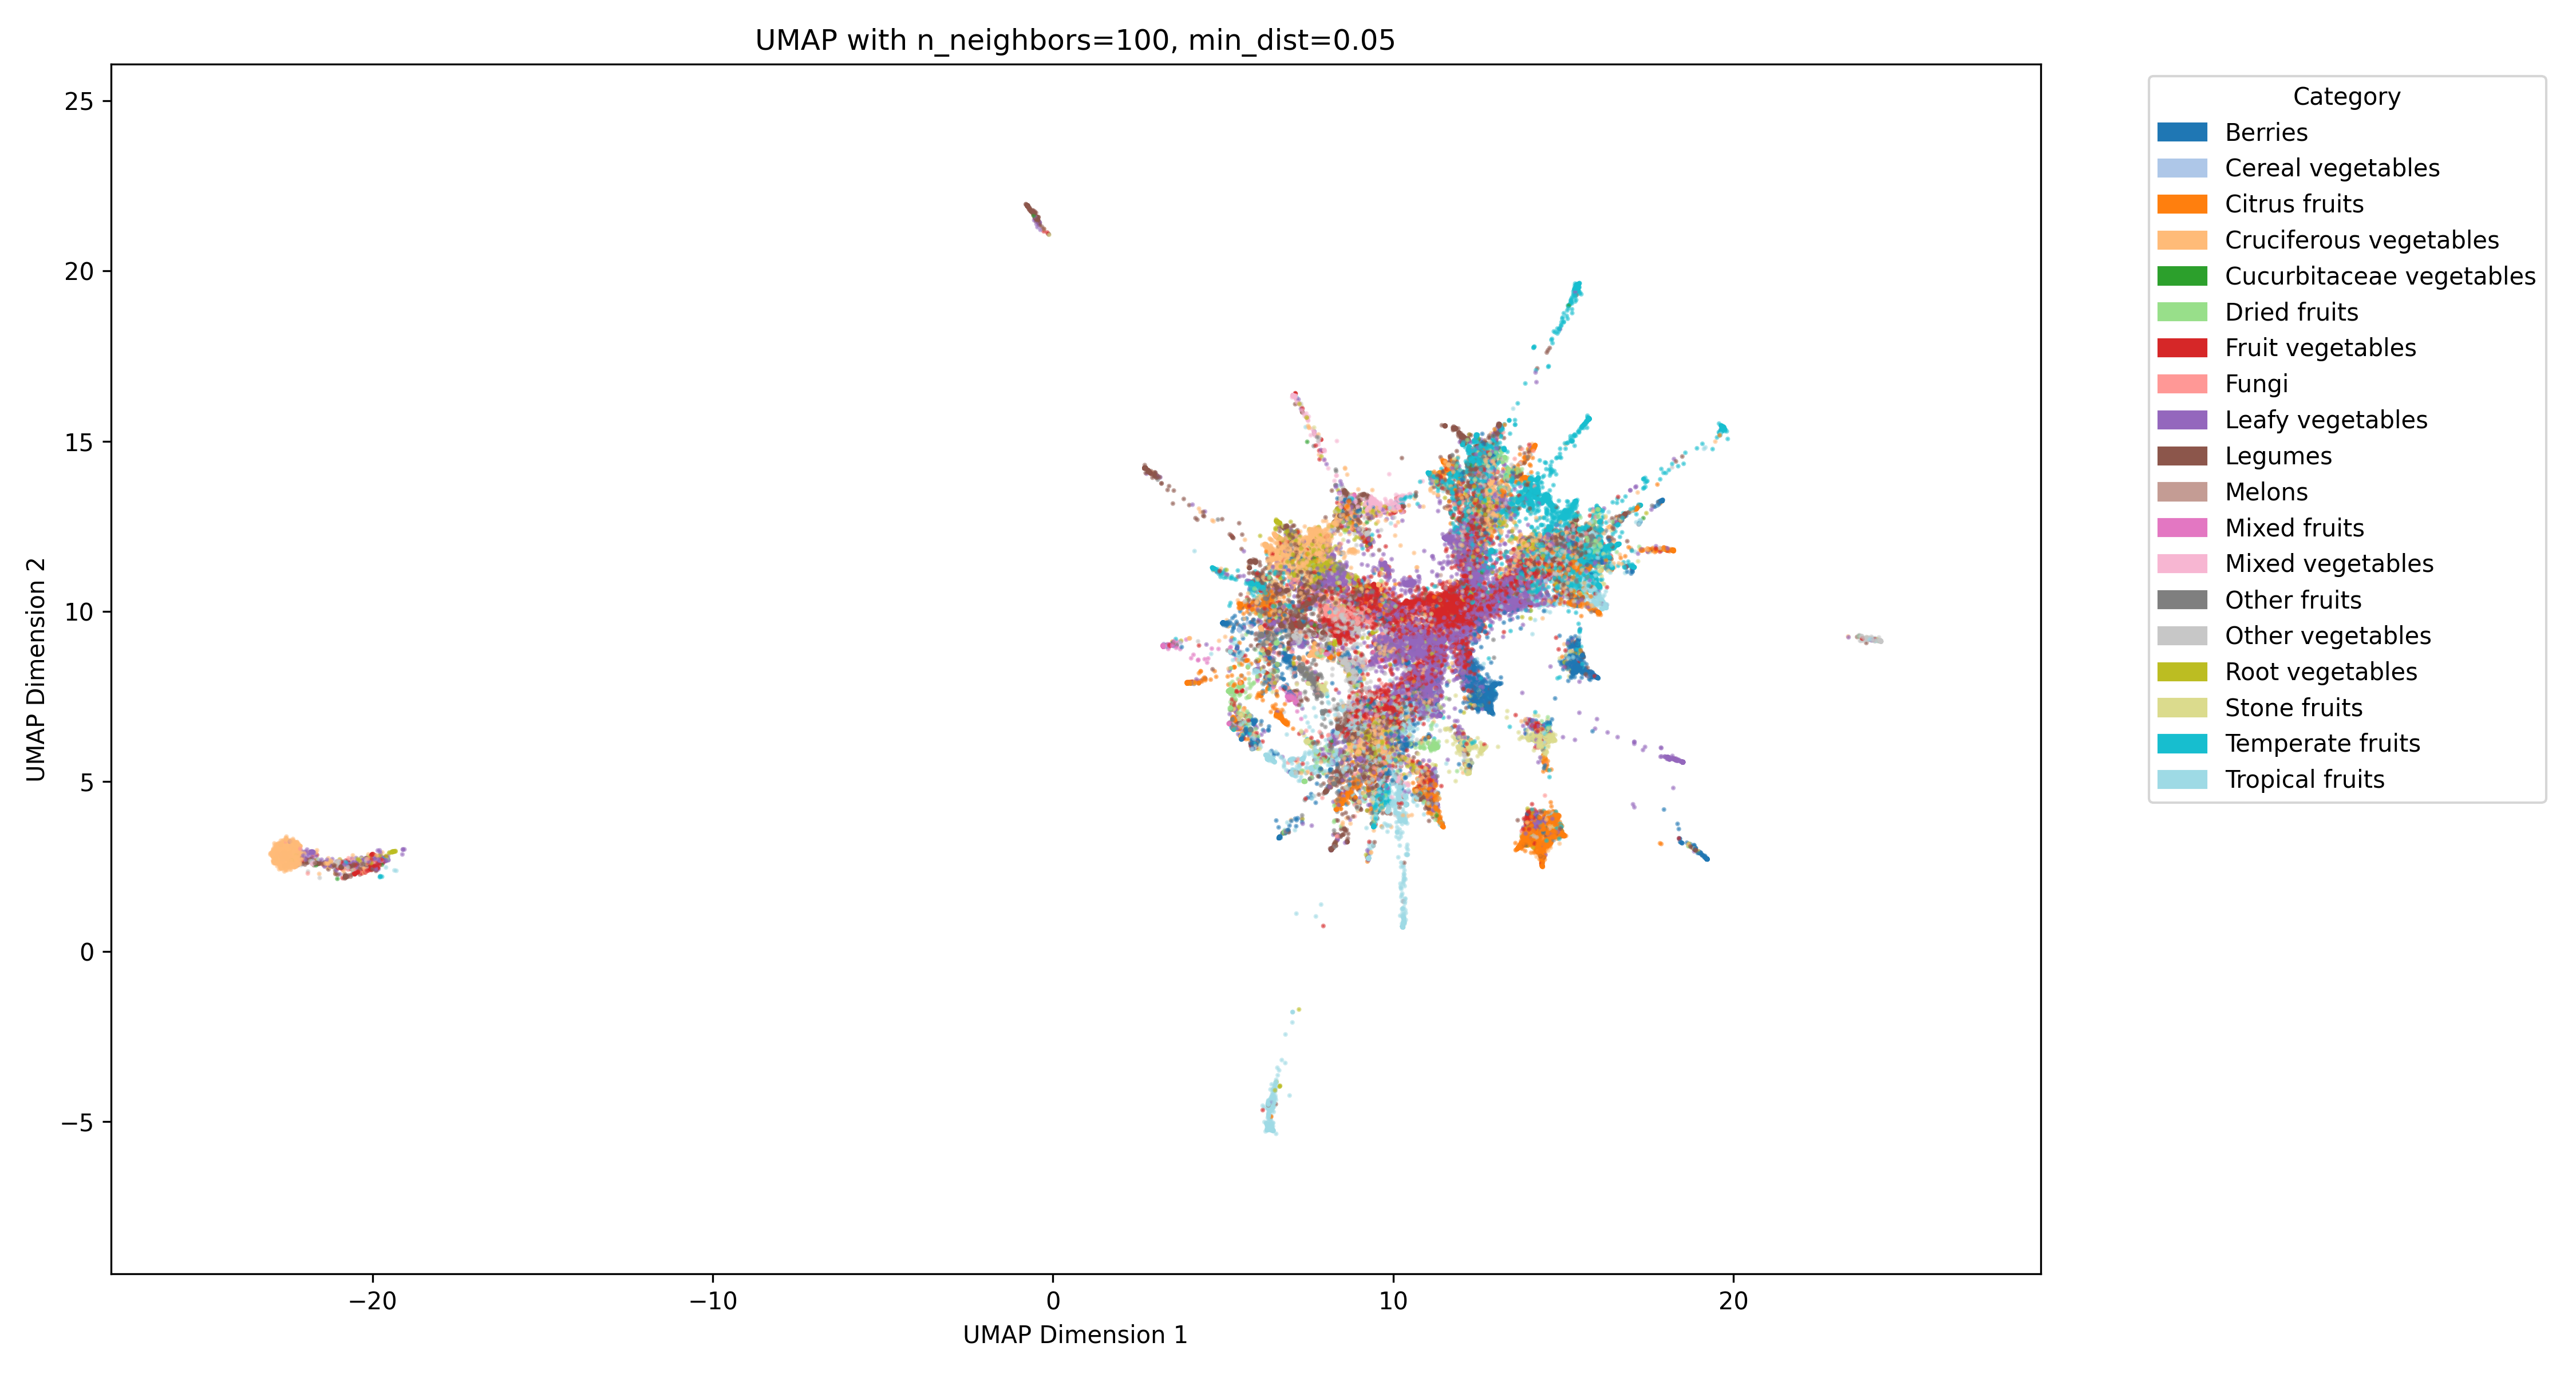 UMAP with n_neighbors=100, min_dist=0.05
25
20
15
10
5
0
−5
UMAP Dimension 2
−20
−10
0
10
20
UMAP Dimension 1
Category
Berries
Cereal vegetables
Citrus fruits
Cruciferous vegetables
Cucurbitaceae vegetables
Dried fruits
Fruit vegetables
Fungi
Leafy vegetables
Legumes
Melons
Mixed fruits
Mixed vegetables
Other fruits
Other vegetables
Root vegetables
Stone fruits
Temperate fruits
Tropical fruits